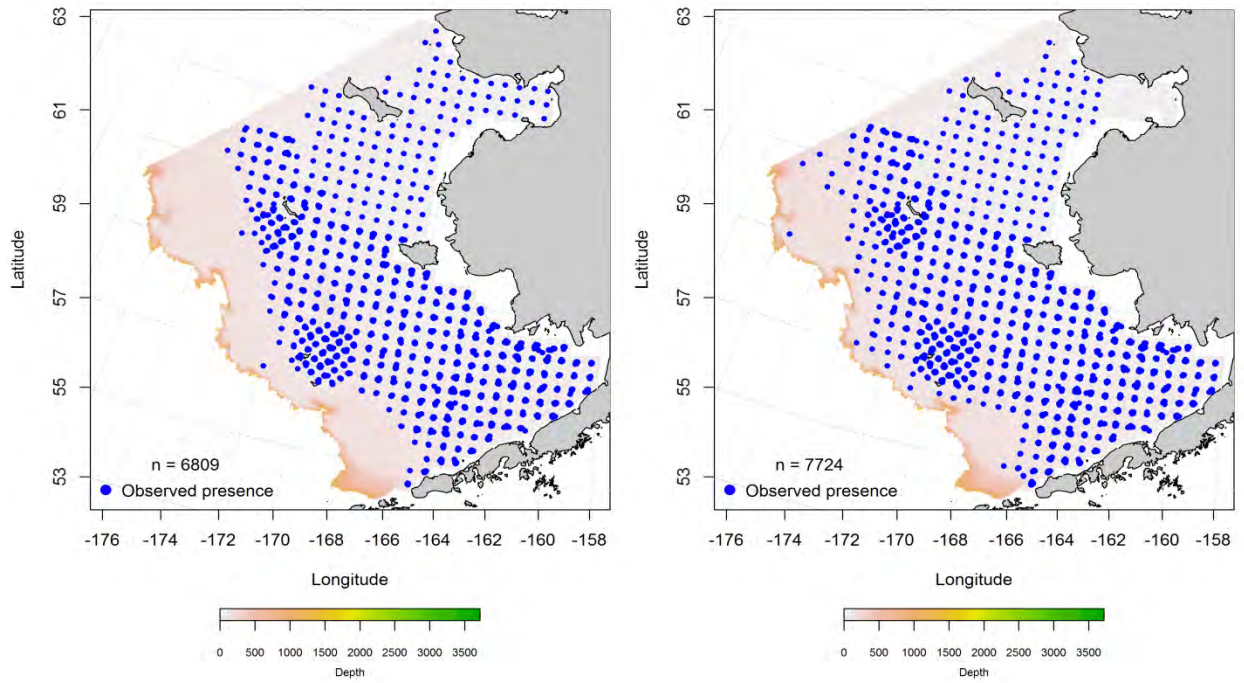 63
61
59
57
55
53
Latitude
n = 6809
Observed presence
-176 -174 -172 -170 -168 -166 -164 -162 -160 -158
Longitude
0 500 1000 1500 2000 2500 3000 3500
Depth
63
61
59
57
55
53
Latitude
n = 7724
Observed presence
-176 -174 -172 -170 -168 -166 -164 -162 -160 -158
Longitude
0 500 1000 1500 2000 2500 3000 3500
Depth